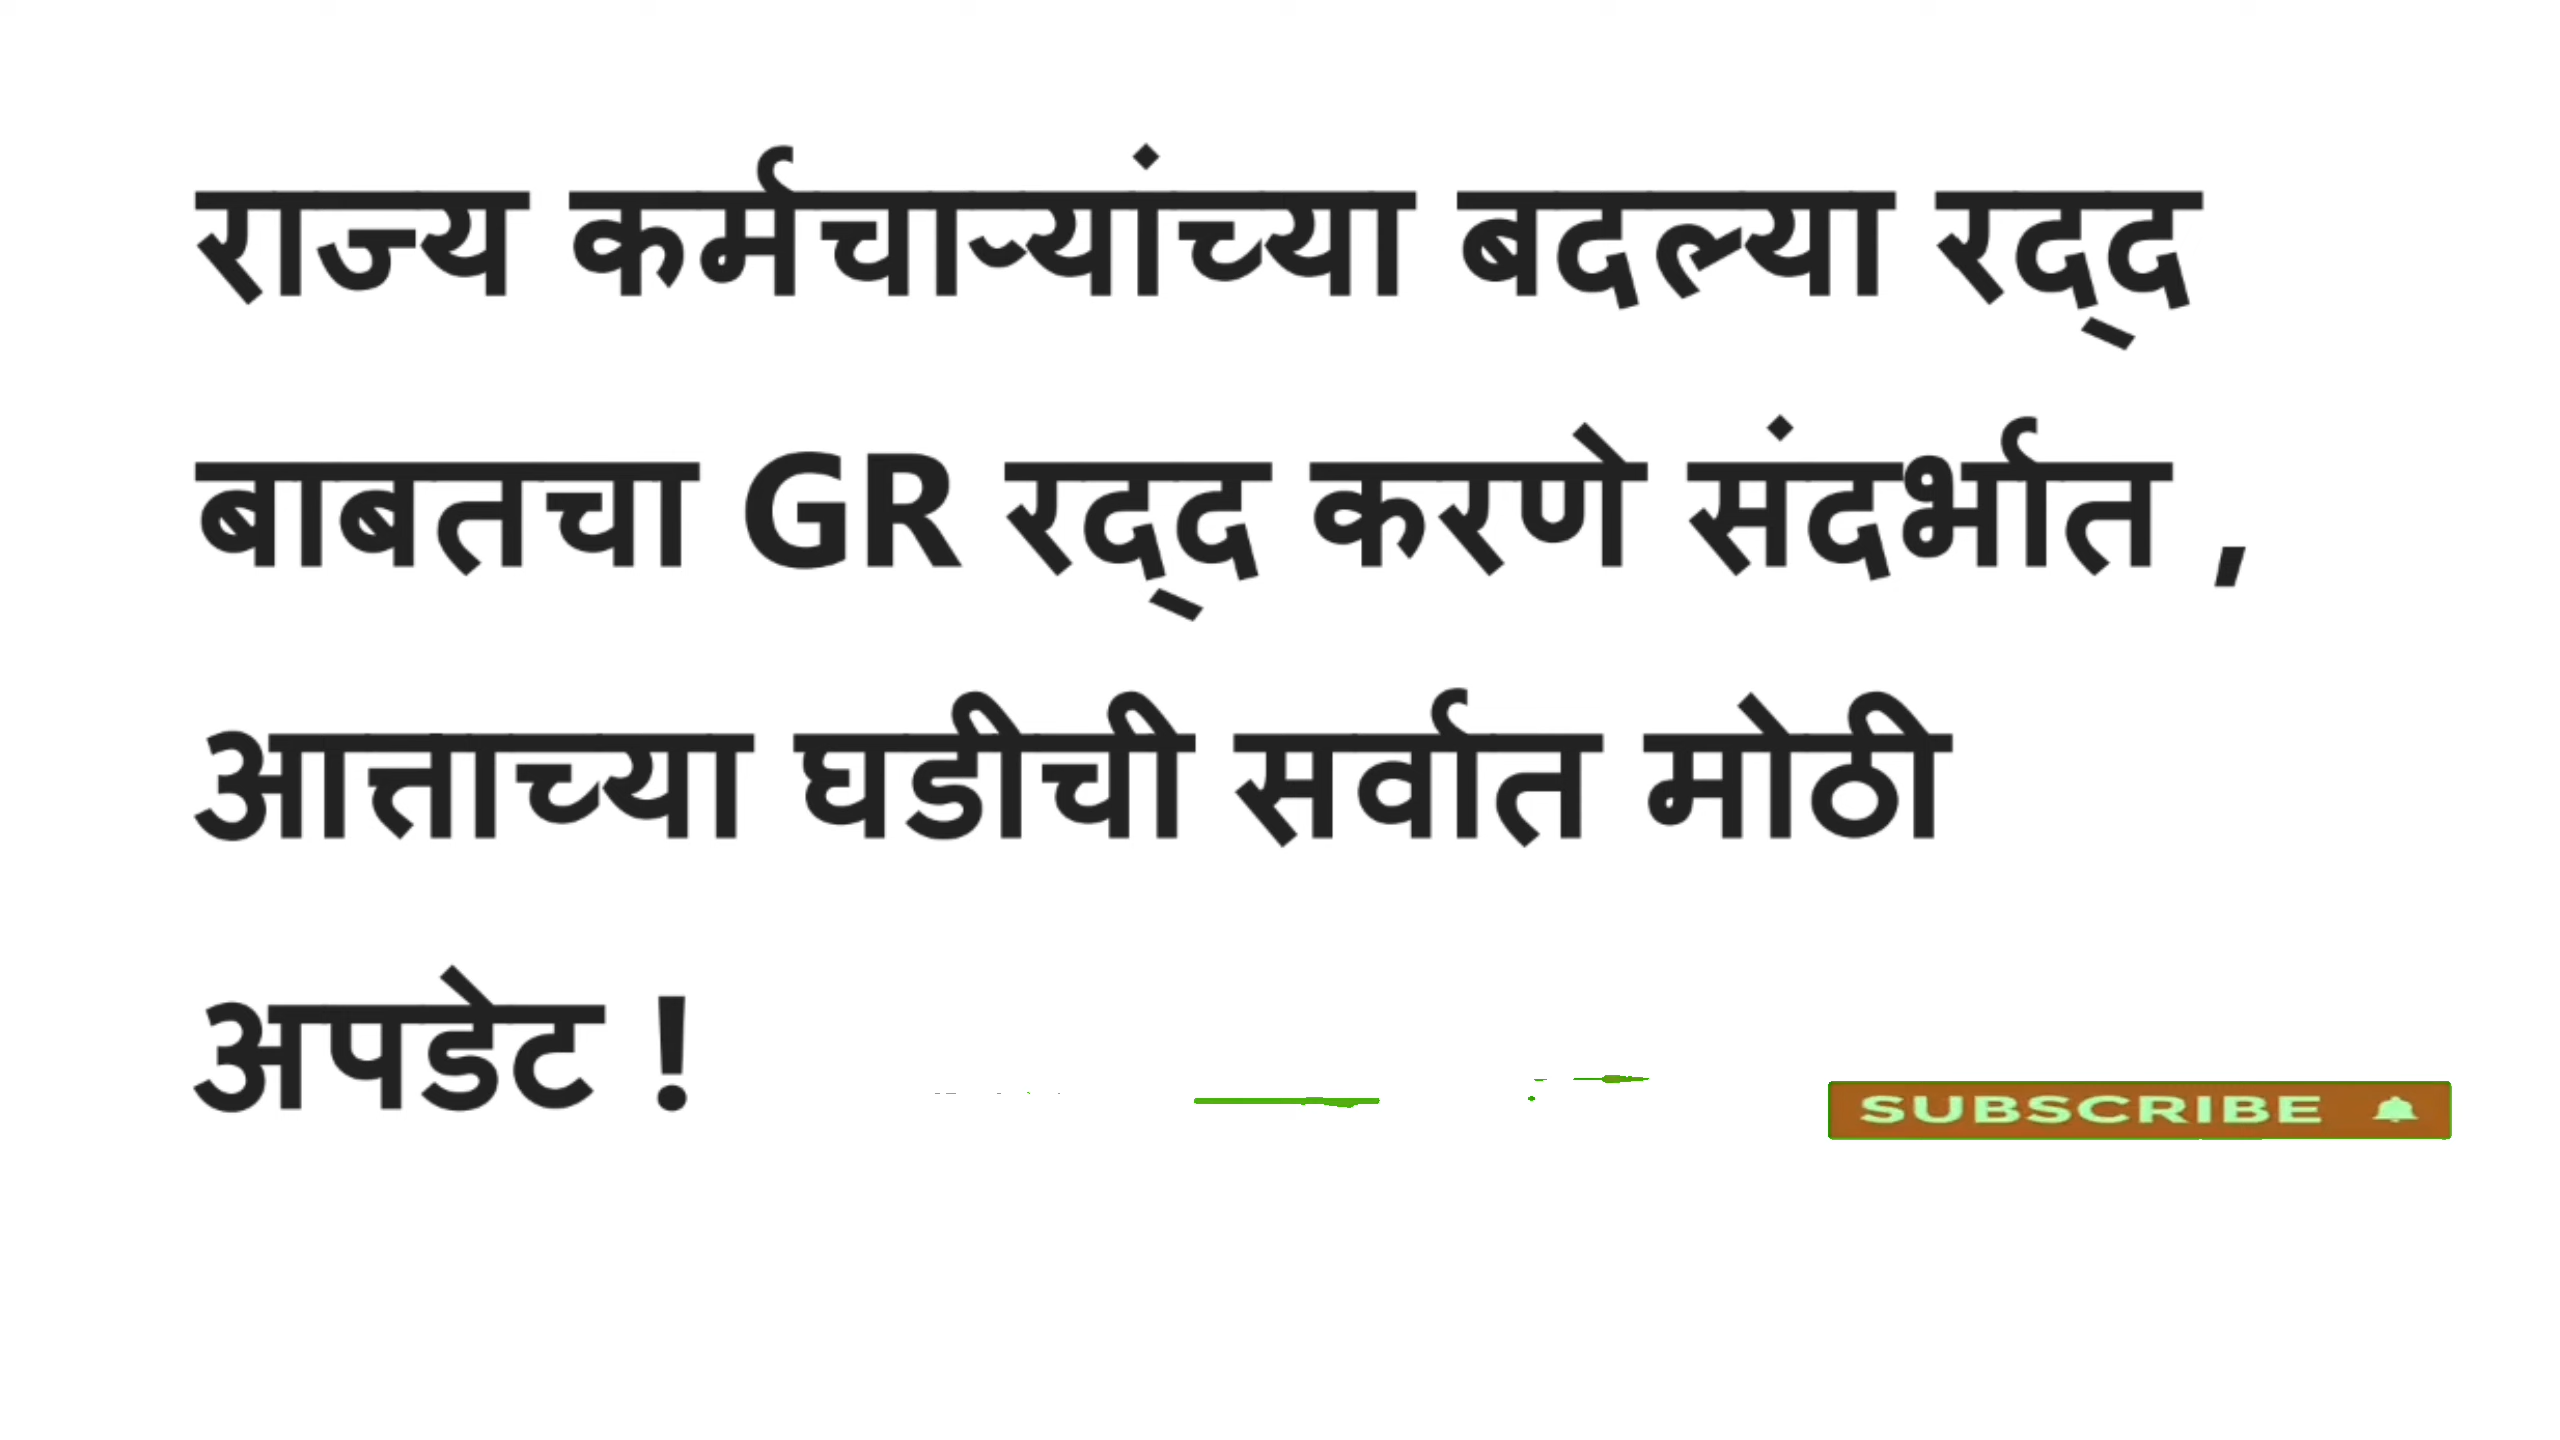 राज्य कर्मचाऱ्यांच्या बदल्या रद्‌द
बाबतचा GR रद्‌द करणे संदर्भात ,
आत्ताच्या घडीची सर्वात मोठी
अपडेट !
SUBSCRIBE